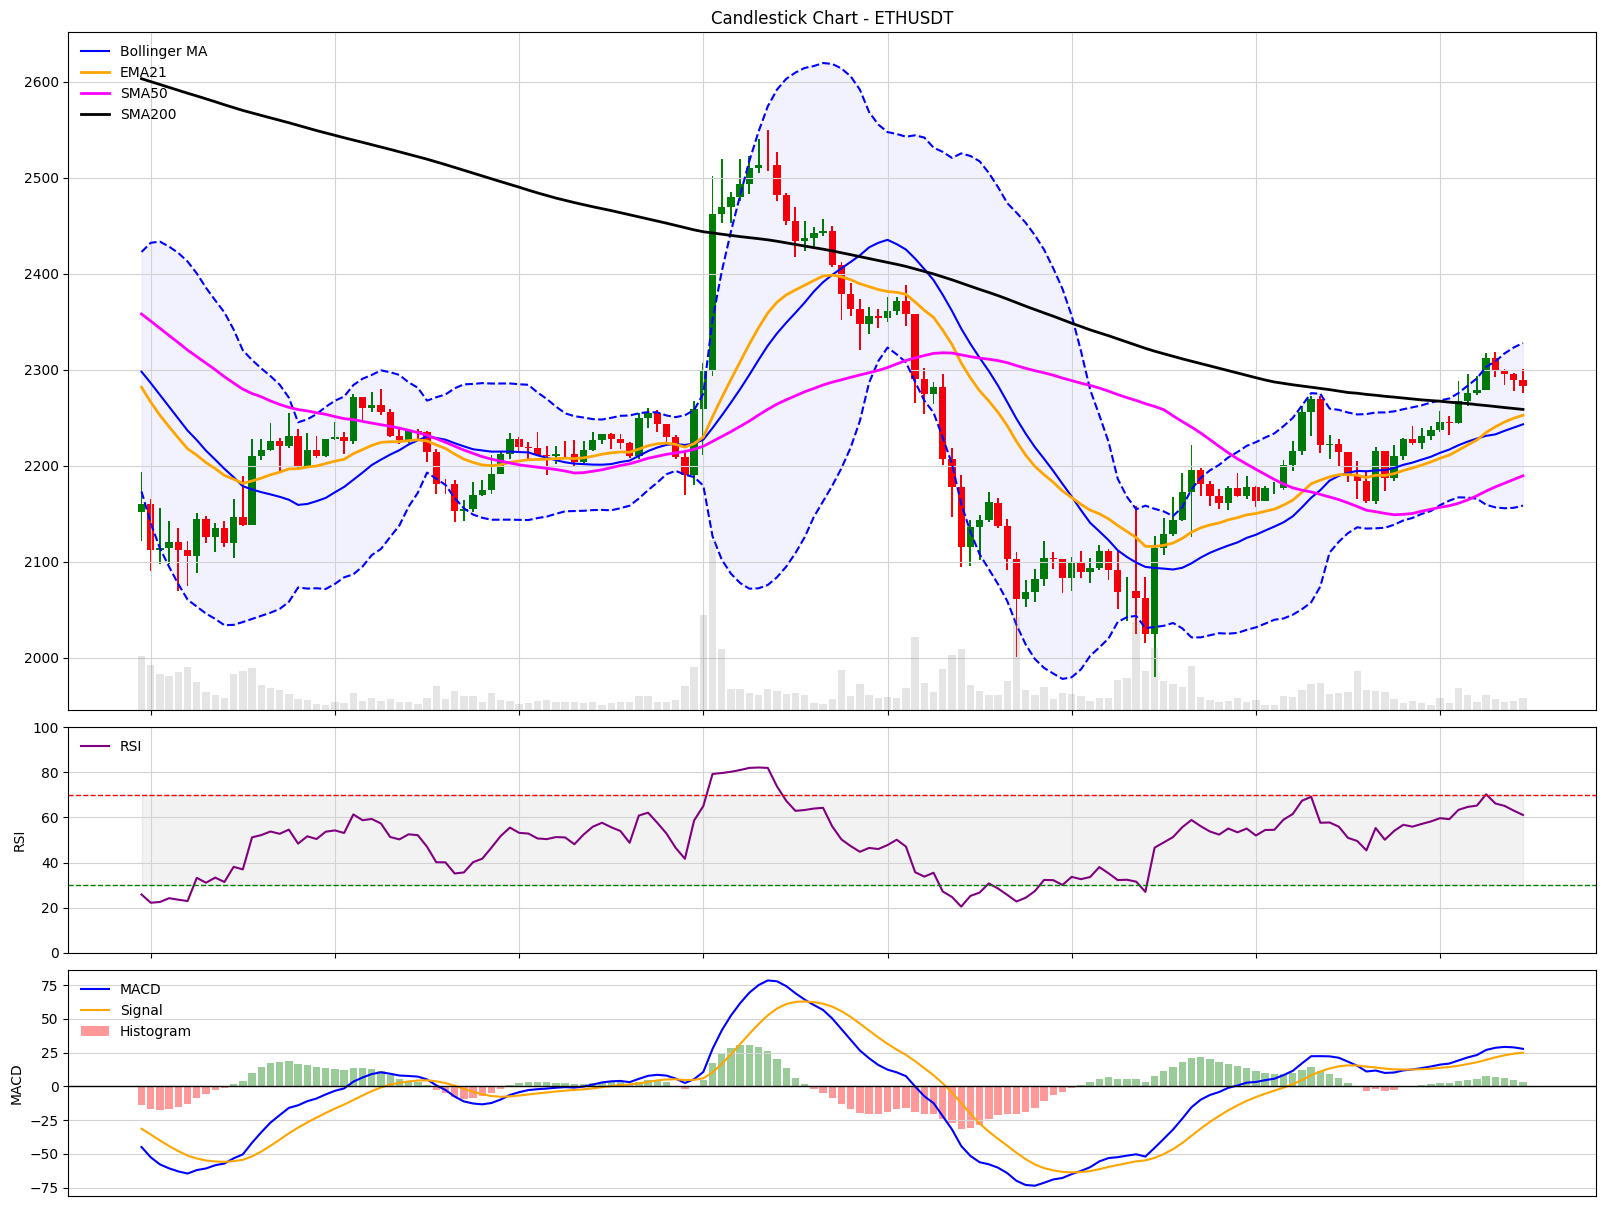 Candlestick Chart - ETHUSDT
Bollinger MA
EMA21
SMA50
SMA200
2600
2500
2400
2300
2200
2100
2000
RSI
100
80
60
40
20
0
RSI
MACD
Signal
Histogram
75
50
25
0
−25
−50
−75
MACD